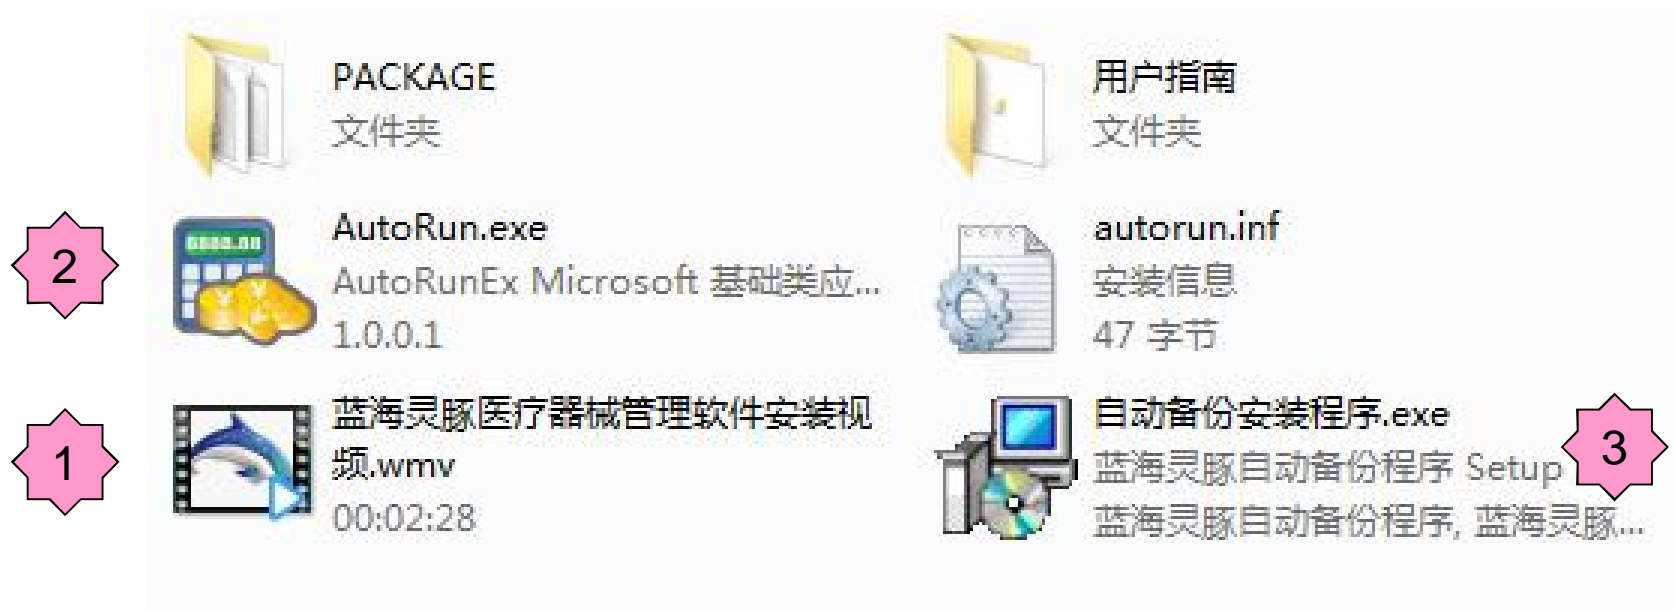 PACKAGE
文件夹
用户指南
文件夹
2
AutoRun.exe
AutoRunEx Microsoft 基础类应...
1.0.0.1
autorun.inf
安装信息
47 字节
1
蓝海灵豚医疗器械管理软件安装视
频.wmv
00:02:28
自动备份安装程序.exe
蓝海灵豚自动备份程序 Setup
蓝海灵豚自动备份程序, 蓝海灵豚...
3